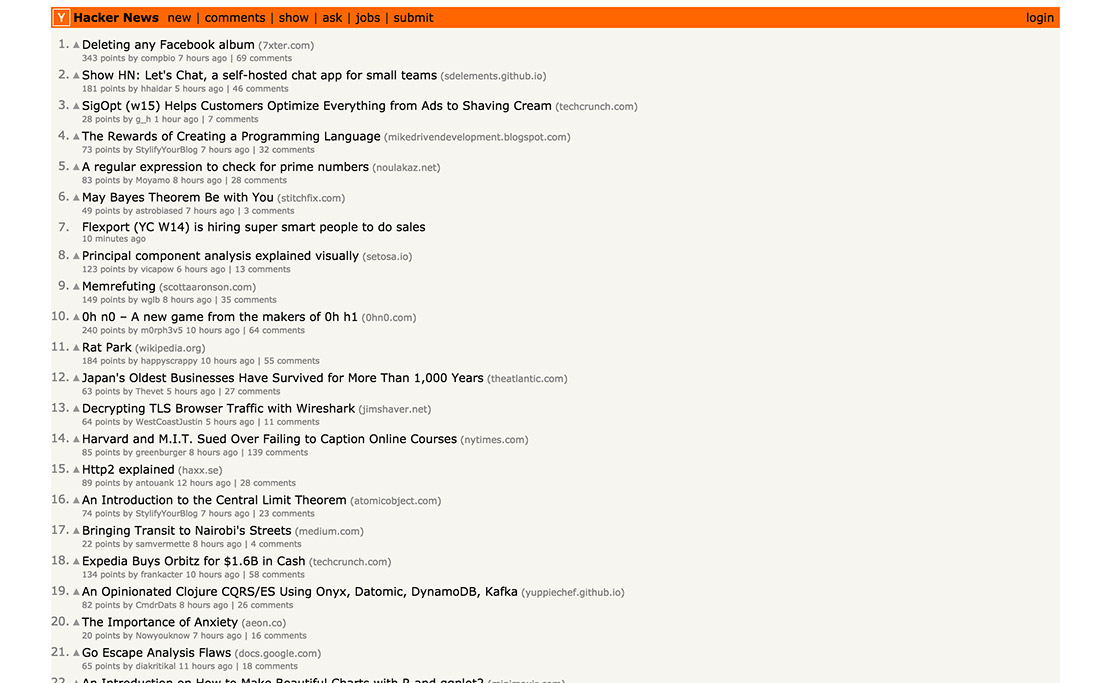 Y Hacker News new | comments | show | ask | jobs | submit login
1. ▲ Deleting any Facebook album (7xter.com)
343 points by compbio 7 hours ago | 69 comments
2. ▲ Show HN: Let's Chat, a self-hosted chat app for small teams (sdelements.github.io)
181 points by hhaidar 5 hours ago | 46 comments
3. ▲ SigOpt (w15) Helps Customers Optimize Everything from Ads to Shaving Cream (techcrunch.com)
28 points by g_h 1 hour ago | 7 comments
4. ▲ The Rewards of Creating a Programming Language (mikedrivendevelopment.blogspot.com)
73 points by StylifyYourBlog 7 hours ago | 32 comments
5. ▲ A regular expression to check for prime numbers (noulakaz.net)
83 points by Moyamo 8 hours ago | 28 comments
6. ▲ May Bayes Theorem Be with You (stitchfix.com)
49 points by astrobiased 7 hours ago | 3 comments
7. Flexport (YC W14) is hiring super smart people to do sales
10 minutes ago
8. ▲ Principal component analysis explained visually (setosa.io)
123 points by vicapow 6 hours ago | 13 comments
9. ▲ Memrefuting (scottaaronson.com)
149 points by wglb 8 hours ago | 35 comments
10. ▲ 0h n0 – A new game from the makers of 0h h1 (0hn0.com)
240 points by m0rph3v5 10 hours ago | 64 comments
11. ▲ Rat Park (wikipedia.org)
184 points by happyscrappy 10 hours ago | 55 comments
12. ▲ Japan's Oldest Businesses Have Survived for More Than 1,000 Years (theatlantic.com)
63 points by Thevet 5 hours ago | 27 comments
13. ▲ Decrypting TLS Browser Traffic with Wireshark (jimshaver.net)
64 points by WestCoastJustin 5 hours ago | 11 comments
14. ▲ Harvard and M.I.T. Sued Over Failing to Caption Online Courses (nytimes.com)
85 points by greenburger 8 hours ago | 139 comments
15. ▲ Http2 explained (haxx.se)
89 points by antouank 12 hours ago | 28 comments
16. ▲ An Introduction to the Central Limit Theorem (atomicobject.com)
74 points by StylifyYourBlog 7 hours ago | 23 comments
17. ▲ Bringing Transit to Nairobi's Streets (medium.com)
22 points by samvermette 8 hours ago | 4 comments
18. ▲ Expedia Buys Orbitz for $1.6B in Cash (techcrunch.com)
134 points by frankacter 10 hours ago | 58 comments
19. ▲ An Opinionated Clojure CQRS/ES Using Onyx, Datomic, DynamoDB, Kafka (yuppiechef.github.io)
82 points by CmdrDats 8 hours ago | 26 comments
20. ▲ The Importance of Anxiety (aeon.co)
20 points by Nowyouknow 7 hours ago | 16 comments
21. ▲ Go Escape Analysis Flaws (docs.google.com)
65 points by diakritikal 11 hours ago | 18 comments
22. ▲ An Introduction on How to Make Beautiful Charts with R and ggplot2